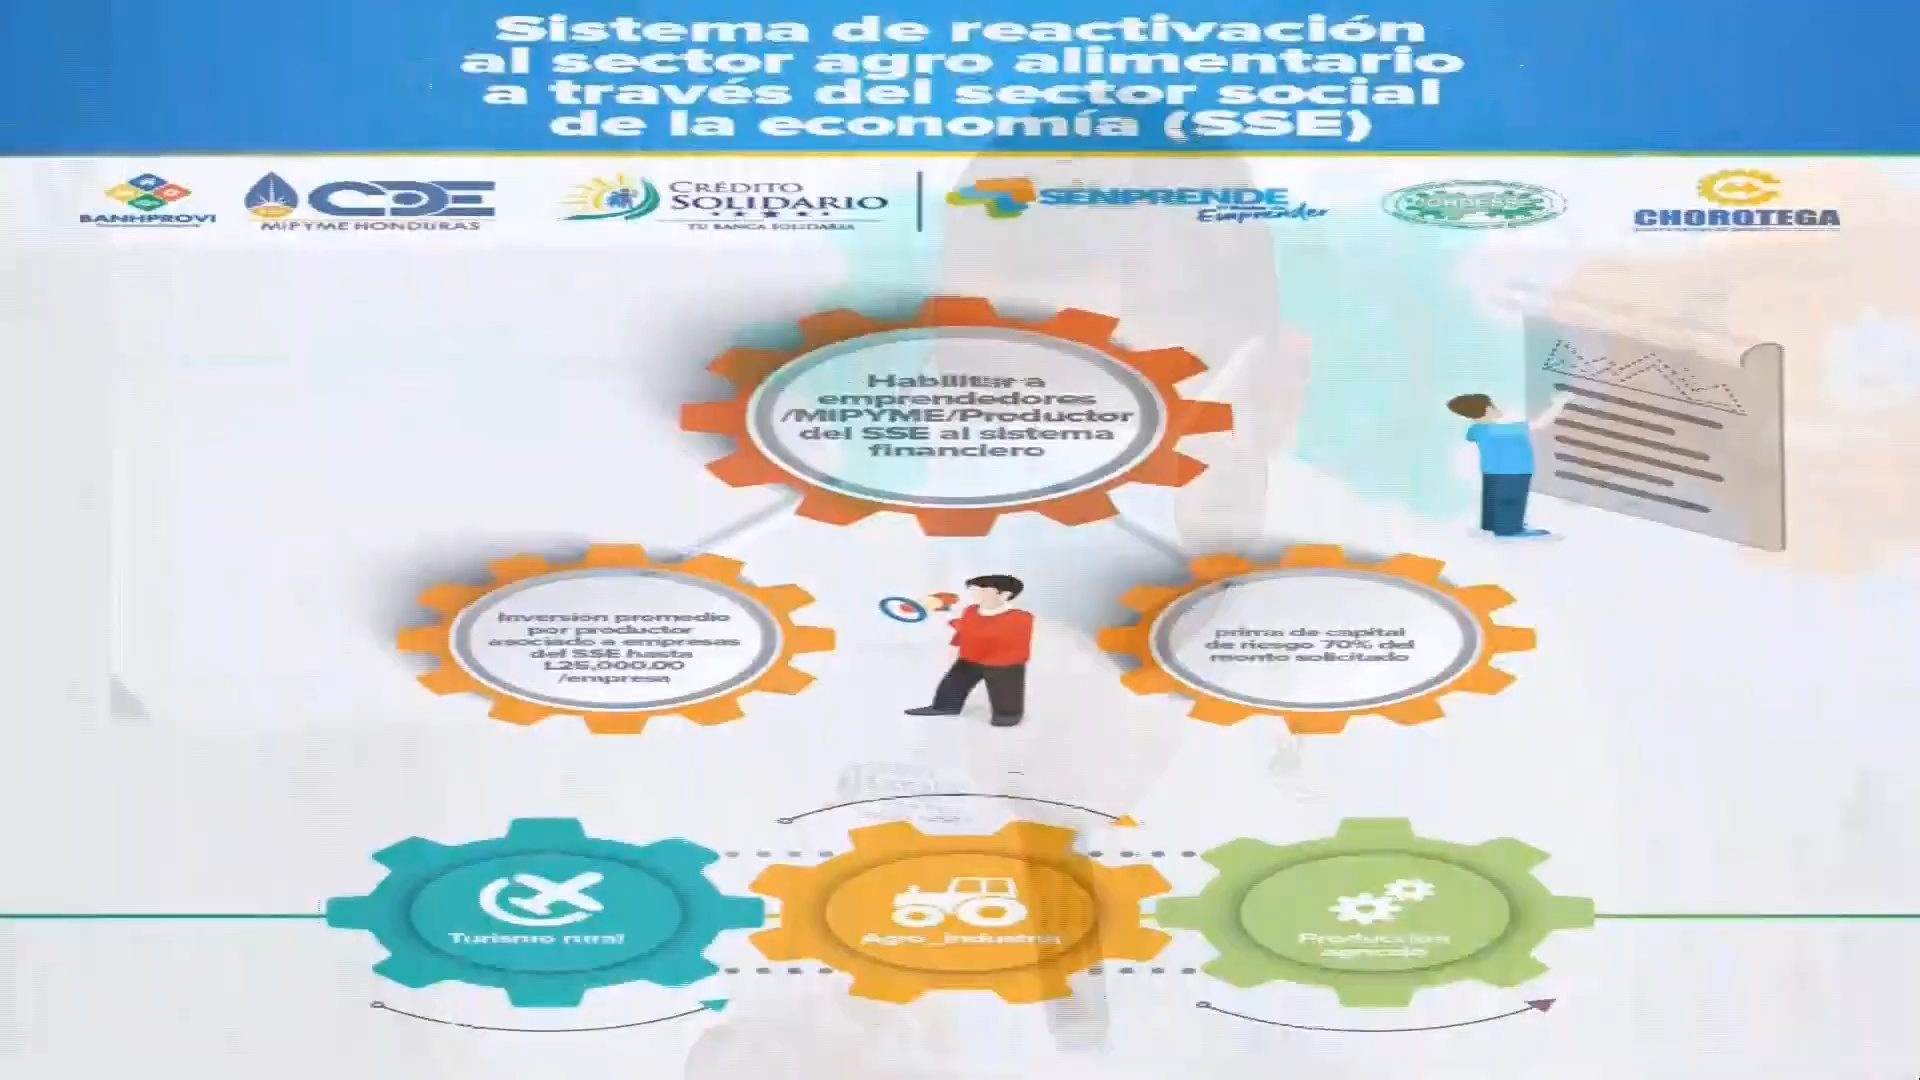 Sistema de reactivación
al sector agro alimentario
a través del sector social
de la economía (SSE)
BANHPROVI
CDE
MIPYME HONDURAS
CRÉDITO
SOLIDARIO
TU BANCA SOLIDARIA
SENPRENDE
Emprender
CHOROTEGA
Habilitar a
emprendedores
/MIPYME/Productor
del SSE al sistema
financiero
Inversión promedio
por productor
asociado a empresas
del SSE hasta
L25,000.00
/empresa
prima de capital
de riesgo 70% del
monto solicitado
Turismo rural
Agro_industria
Producción
agrícola